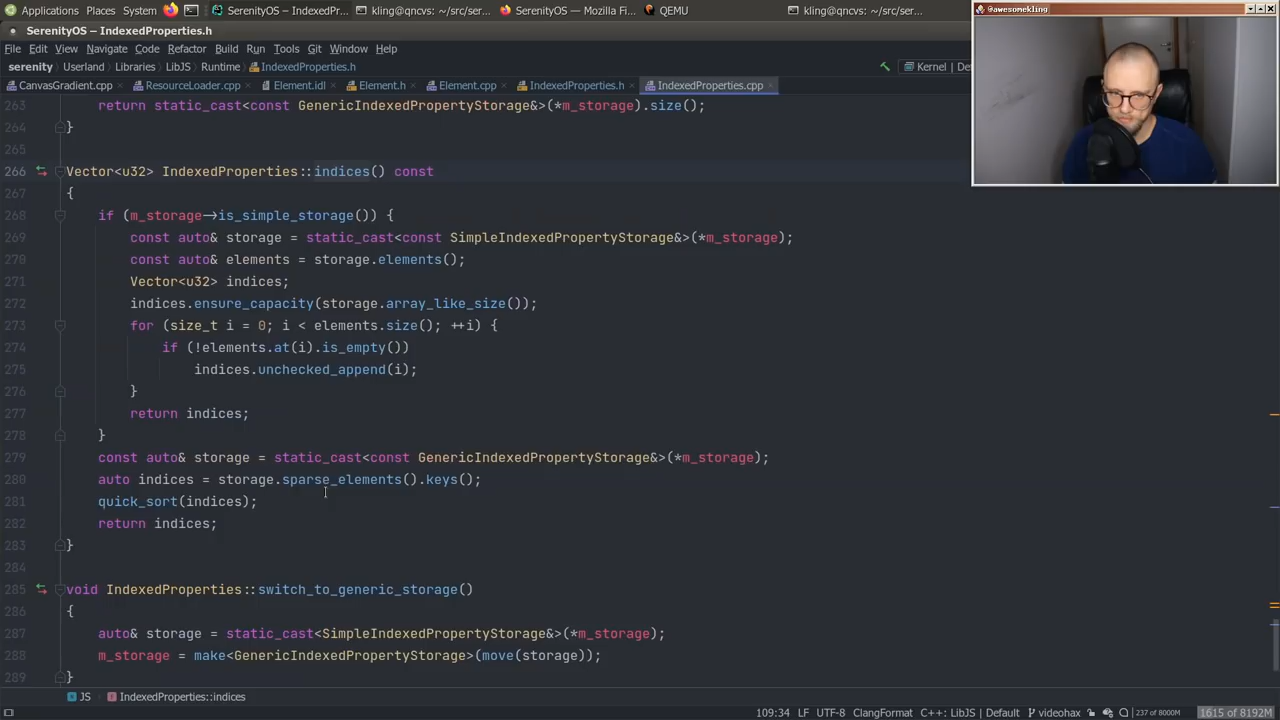 Applications Places System SerenityOS – IndexedPr... kling@qncvs: ~/src/ser... SerenityOS — Mozilla Fi... QEMU kling@qncvs: ~/src/ser...
@awesomekling
SerenityOS – IndexedProperties.h
File Edit View Navigate Code Refactor Build Run Tools Git Window Help
serenity Userland Libraries LibJS Runtime IndexedProperties.h Kernel | De
CanvasGradient.cpp ResourceLoader.cpp Element.idl Element.h Element.cpp IndexedProperties.h IndexedProperties.cpp
263 return static_cast<const GenericIndexedPropertyStorage&>(*m_storage).size();
264 }
265
266 Vector<u32> IndexedProperties::indices() const
267 {
268 if (m_storage->is_simple_storage()) {
269 const auto& storage = static_cast<const SimpleIndexedPropertyStorage&>(*m_storage);
270 const auto& elements = storage.elements();
271 Vector<u32> indices;
272 indices.ensure_capacity(storage.array_like_size());
273 for (size_t i = 0; i < elements.size(); ++i) {
274 if (!elements.at(i).is_empty())
275 indices.unchecked_append(i);
276 }
277 return indices;
278 }
279 const auto& storage = static_cast<const GenericIndexedPropertyStorage&>(*m_storage);
280 auto indices = storage.sparse_elements().keys();
281 quick_sort(indices);
282 return indices;
283 }
284
285 void IndexedProperties::switch_to_generic_storage()
286 {
287 auto& storage = static_cast<SimpleIndexedPropertyStorage&>(*m_storage);
288 m_storage = make<GenericIndexedPropertyStorage>(move(storage));
289 }
JS IndexedProperties::indices
109:34 LF UTF-8 ClangFormat C++: LibJS | Default videohax 237 of 8000M 1615 of 8192M